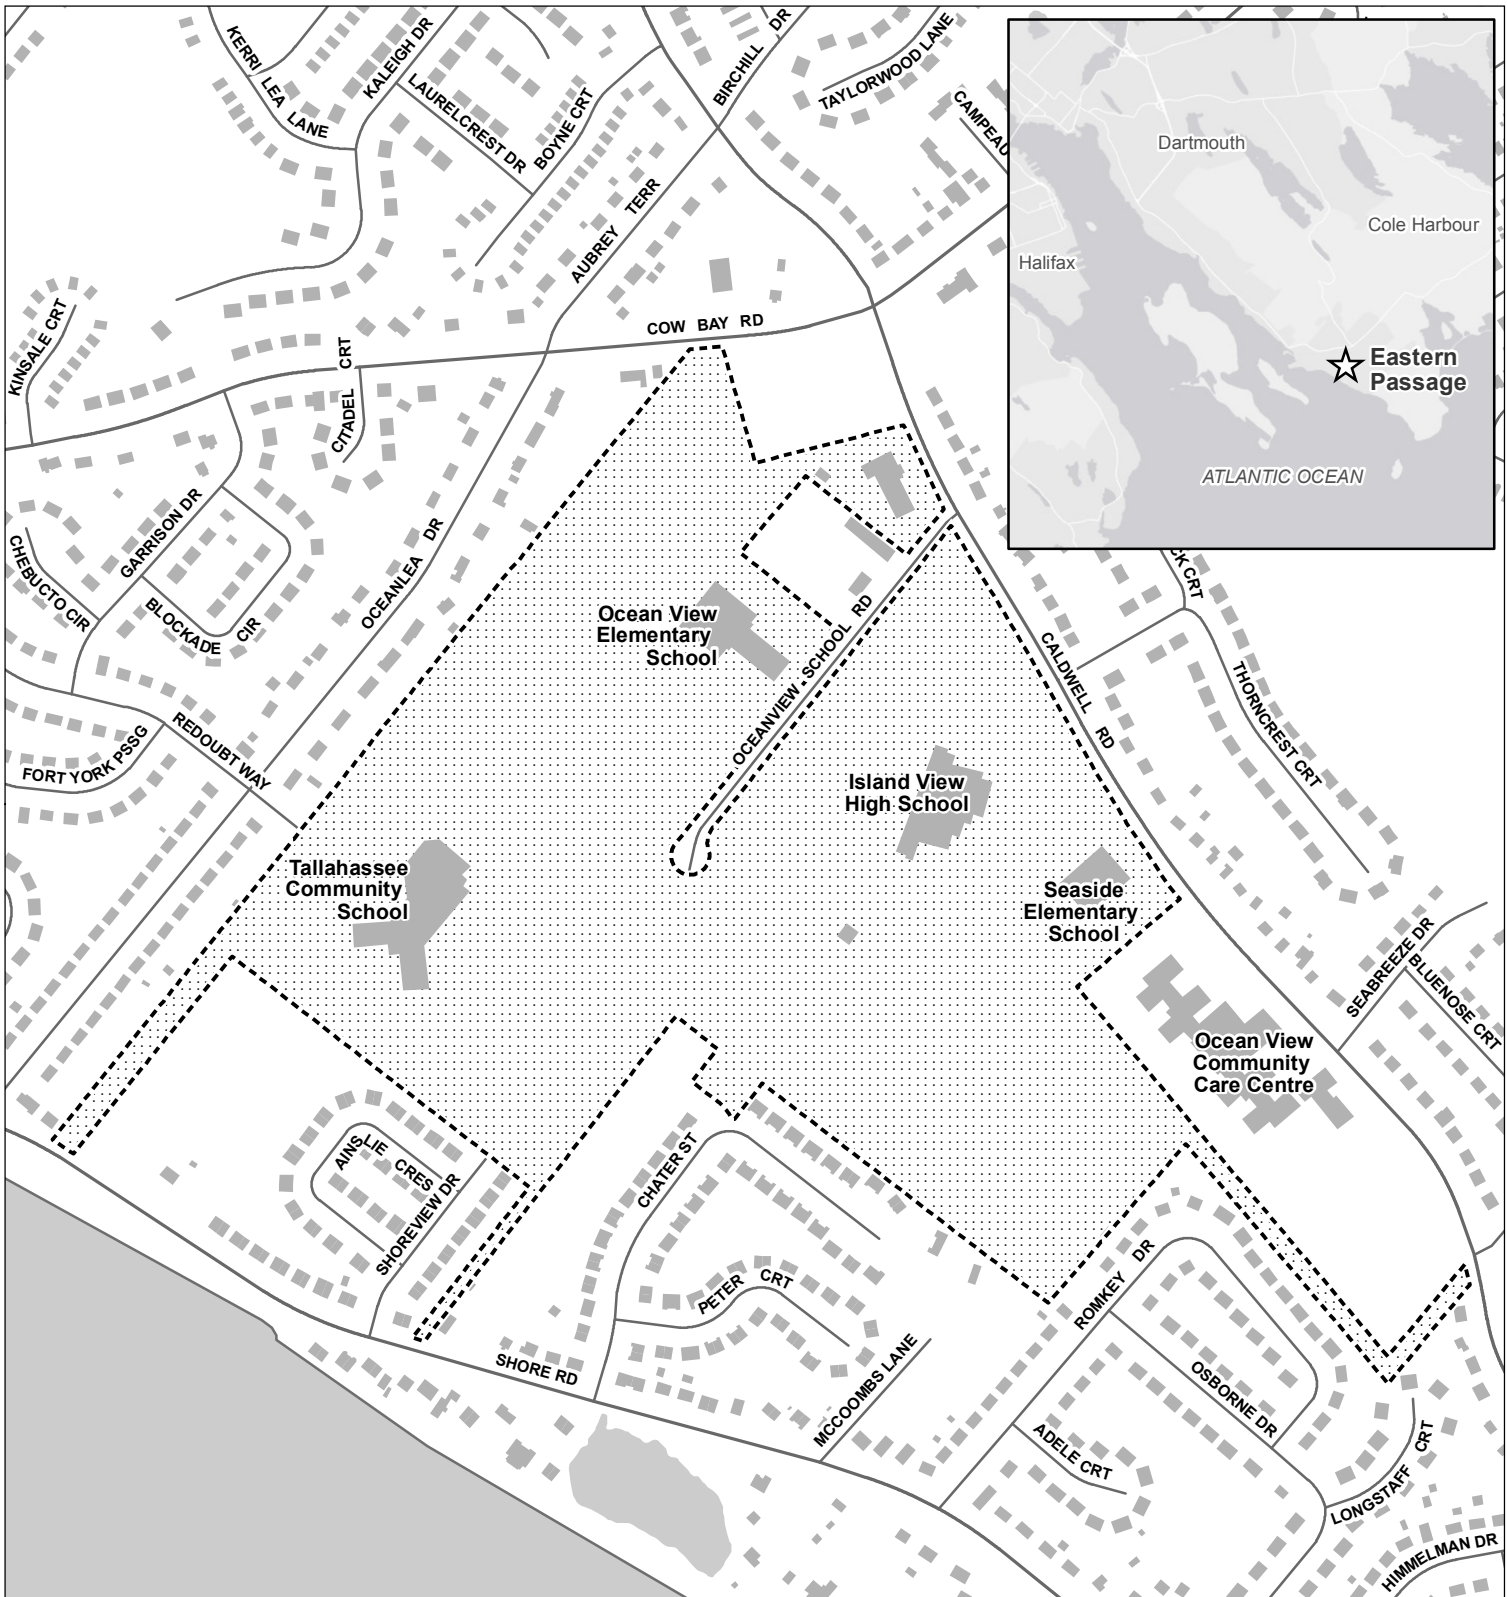 KERRI LEA LANE
KALEIGH DR
LAURELCREST DR
BOYNE CRT
BIRCHILL DR
TAYLORWOOD LANE
CAMPEAU
AUBREY TERR
COW BAY RD
KINSALE CRT
CITADEL CRT
GARRISON DR
CHEBUCTO CIR
BLOCKADE CIR
OCEANLEA DR
REDOUBT WAY
FORT YORK PSSG
Dartmouth
Cole Harbour
Halifax
Eastern
Passage
ATLANTIC OCEAN
CK CRT
THORNCREST CRT
CALDWELL RD
OCEANVIEW SCHOOL RD
Ocean View
Elementary
School
Island View
High School
Tallahassee
Community
School
Seaside
Elementary
School
Ocean View
Community
Care Centre
SEABREEZE DR
BLUENOSE CRT
AINSLIE CRES
SHOREVIEW DR
CHATER ST
PETER CRT
SHORE RD
MCCOOMBS LANE
ROMKEY DR
OSBORNE DR
ADELE CRT
LONGSTAFF CRT
HIMMELMAN DR